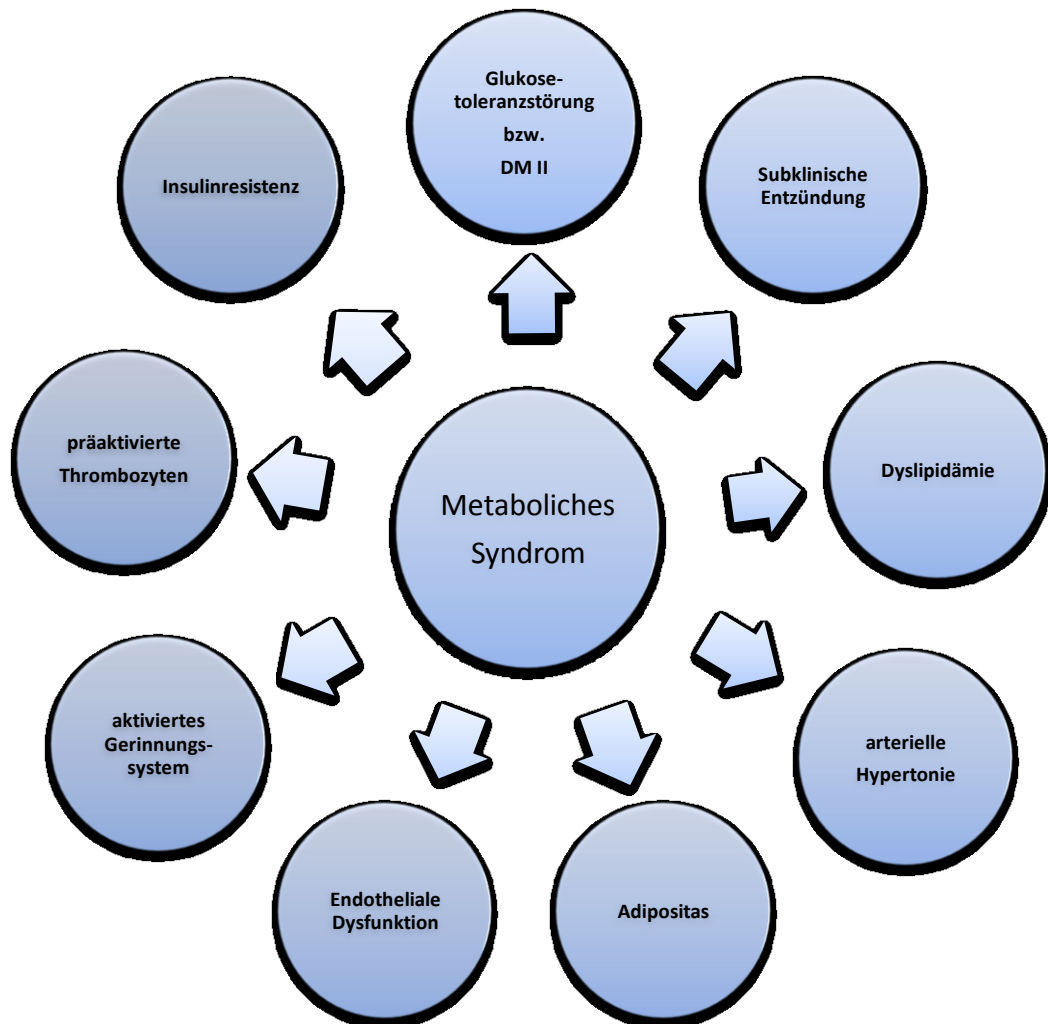 Glukose-
toleranzstörung
bzw.
DM II
Subklinische
Entzündung
Dyslipidämie
arterielle
Hypertonie
Adipositas
Endotheliale
Dysfunktion
aktiviertes
Gerinnungs-
system
präaktivierte
Thrombozyten
Insulinresistenz
Metaboliches
Syndrom